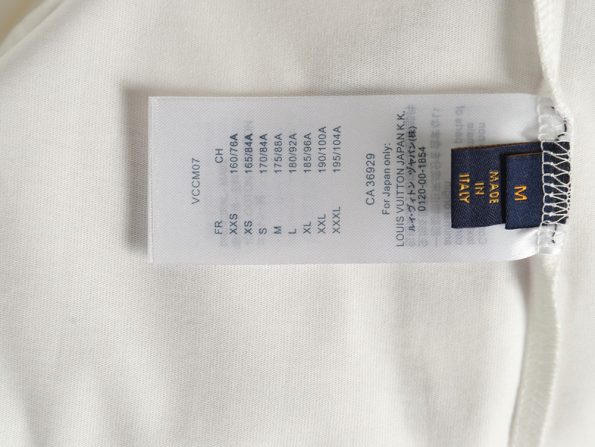 VCCM07
FR CH
XXS 160/76A
XS 165/84A
S 170/84A
M 175/88A
L 180/92A
XL 185/96A
XXL 190/100A
XXXL 195/104A
CA 36929
For Japan only:
LOUIS VUITTON JAPAN K.K.
ルイ・ヴィトン ジャパン(株)
0120-00-1854
MADE
IN
ITALY
M